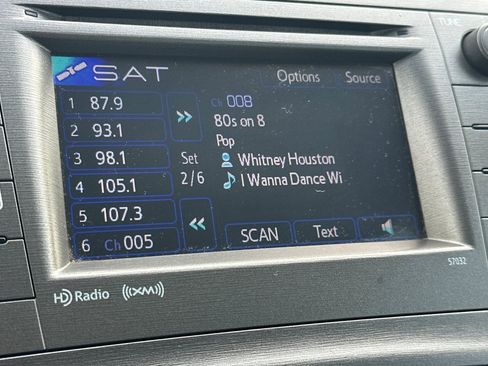 TUNE
SAT
Options Source
1 87.9
2 93.1
3 98.1
4 105.1
5 107.3
6 Ch 005
>>
Set
2/6
<<
Ch 008
80s on 8
Pop
Whitney Houston
I Wanna Dance Wi
SCAN Text
HD Radio ((XM))
57032